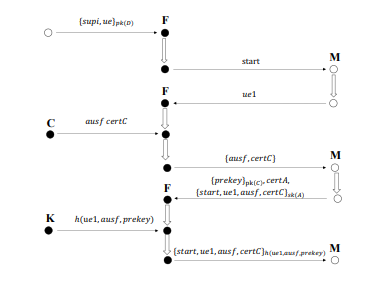 {supi, ue}pk(D) F
start M
F ue1
C ausf certC
{ausf, certC} M
F {prekey}pk(C), certA,
{start, ue1, ausf, certC}sk(A)
K h(ue1, ausf, prekey)
{start, ue1, ausf, certC}h(ue1,ausf,prekey) M